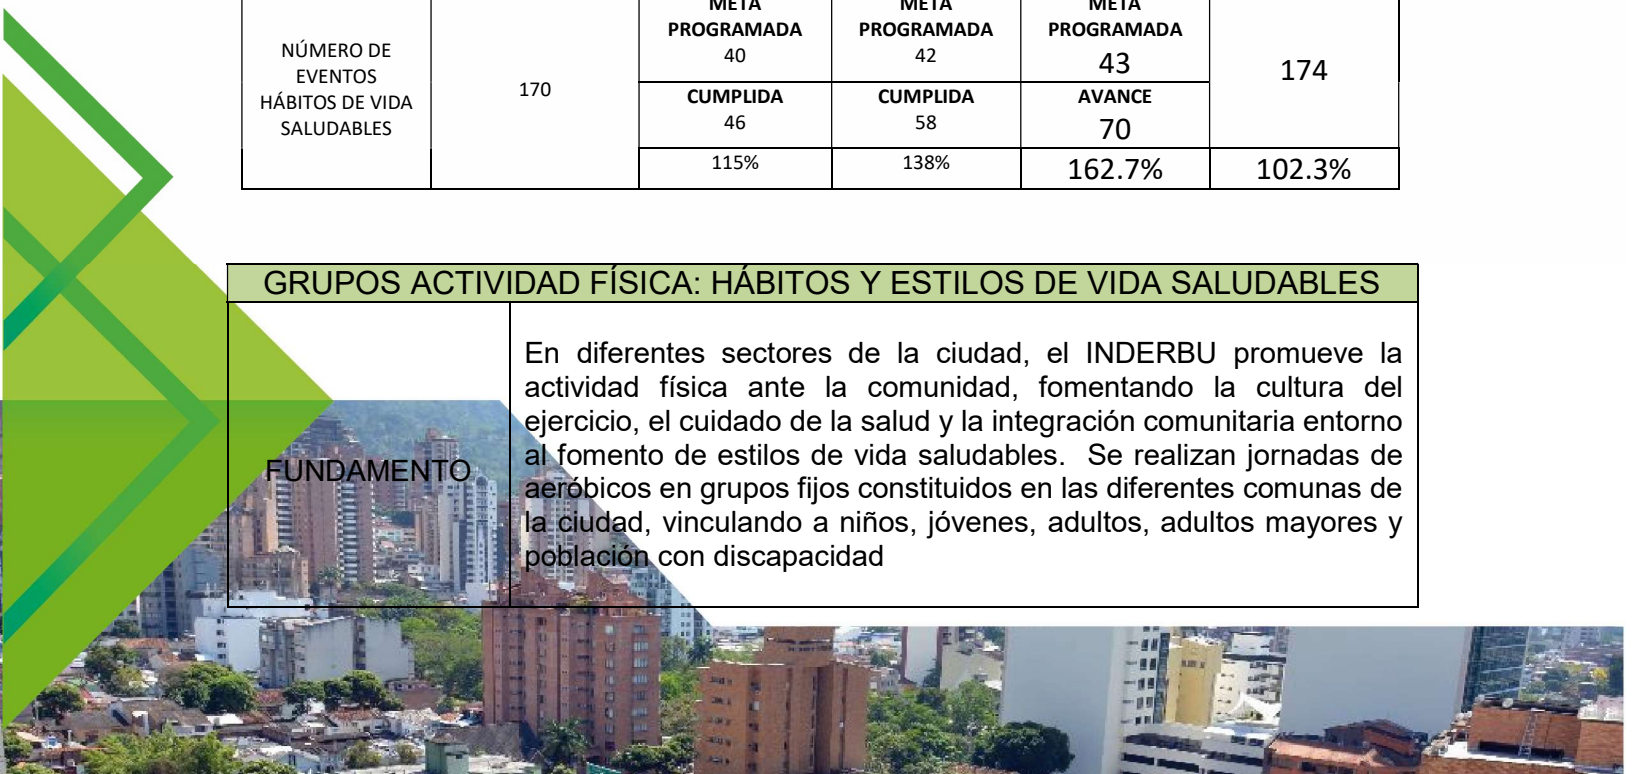 META META META
PROGRAMADA PROGRAMADA PROGRAMADA
40 42 43
NÚMERO DE
EVENTOS
HÁBITOS DE VIDA
SALUDABLES
170
174
CUMPLIDA CUMPLIDA AVANCE
46 58 70
115% 138% 162.7% 102.3%
GRUPOS ACTIVIDAD FÍSICA: HÁBITOS Y ESTILOS DE VIDA SALUDABLES
FUNDAMENTO
En diferentes sectores de la ciudad, el INDERBU promueve la
actividad física ante la comunidad, fomentando la cultura del
ejercicio, el cuidado de la salud y la integración comunitaria entorno
al fomento de estilos de vida saludables. Se realizan jornadas de
aeróbicos en grupos fijos constituidos en las diferentes comunas de
la ciudad, vinculando a niños, jóvenes, adultos, adultos mayores y
población con discapacidad